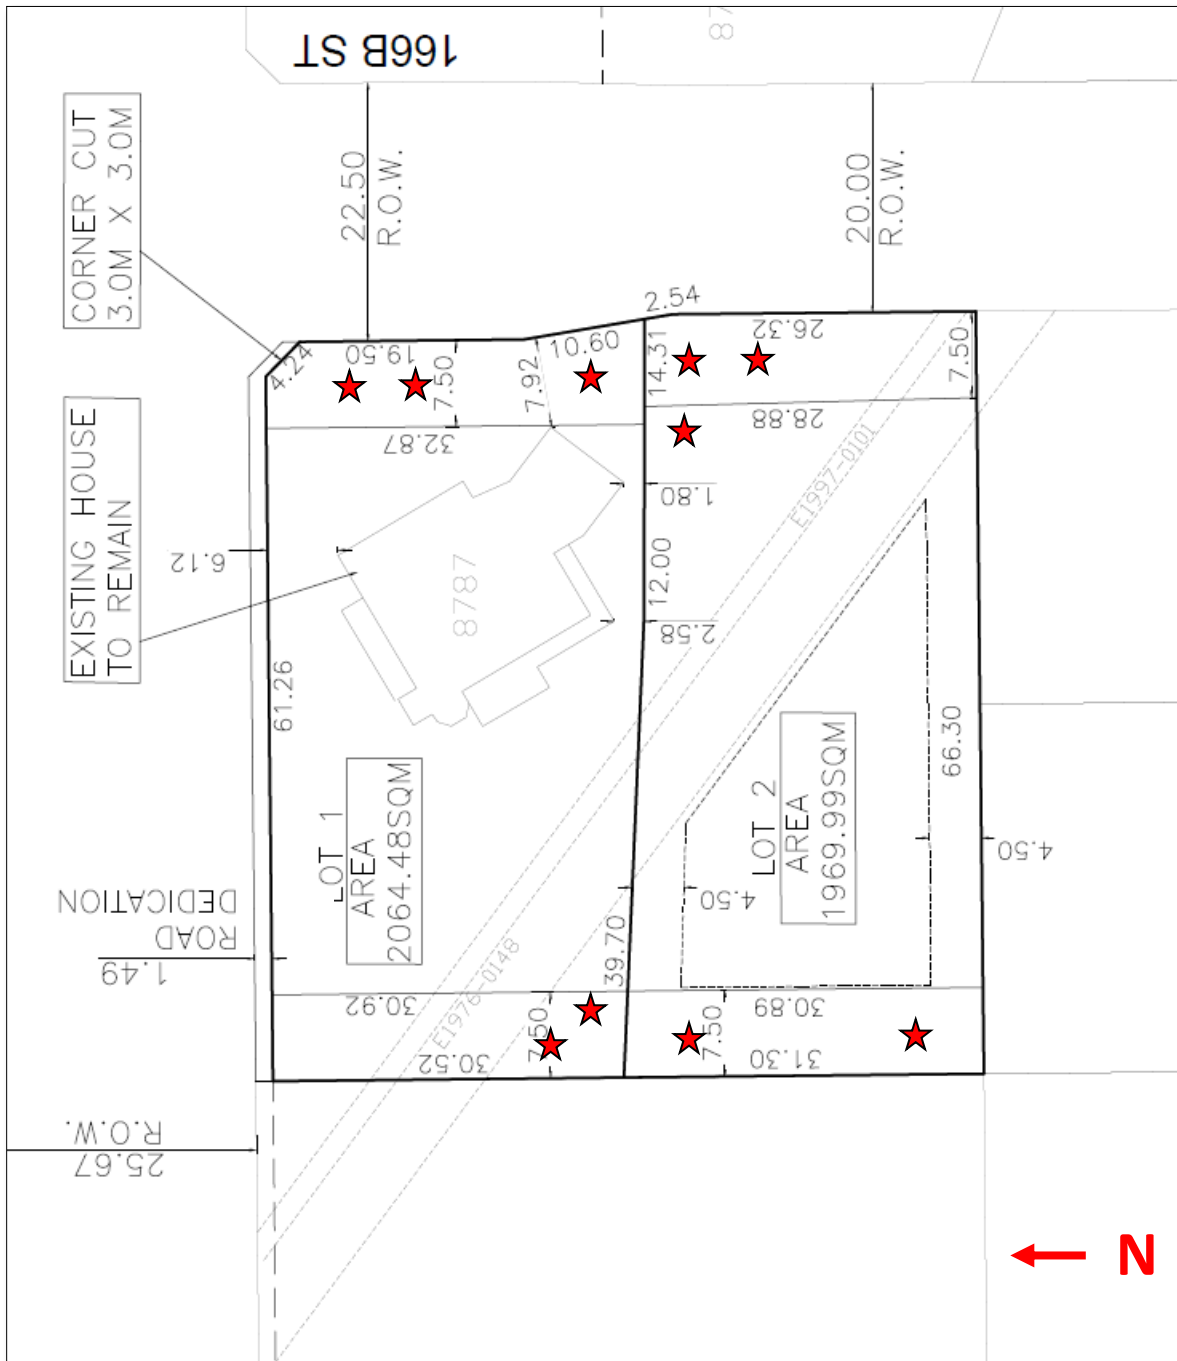 166B ST
87
CORNER CUT
3.0M X 3.0M
22.50
R.O.W.
20.00
R.O.W.
2.54
4.24
19.50
7.50
10.60
7.92
14.31
26.32
7.50
32.87
28.88
EXISTING HOUSE
TO REMAIN
6.12
8787
1.80
12.00
2.58
E1997-0101
61.26
LOT 1
AREA
2064.48SQM
LOT 2
AREA
1969.99SQM
66.30
4.50
4.50
ROAD
DEDICATION
1.49
39.70
30.92
E1976-0148
30.52
7.50
30.89
7.50
31.30
R.O.W.
25.67
N